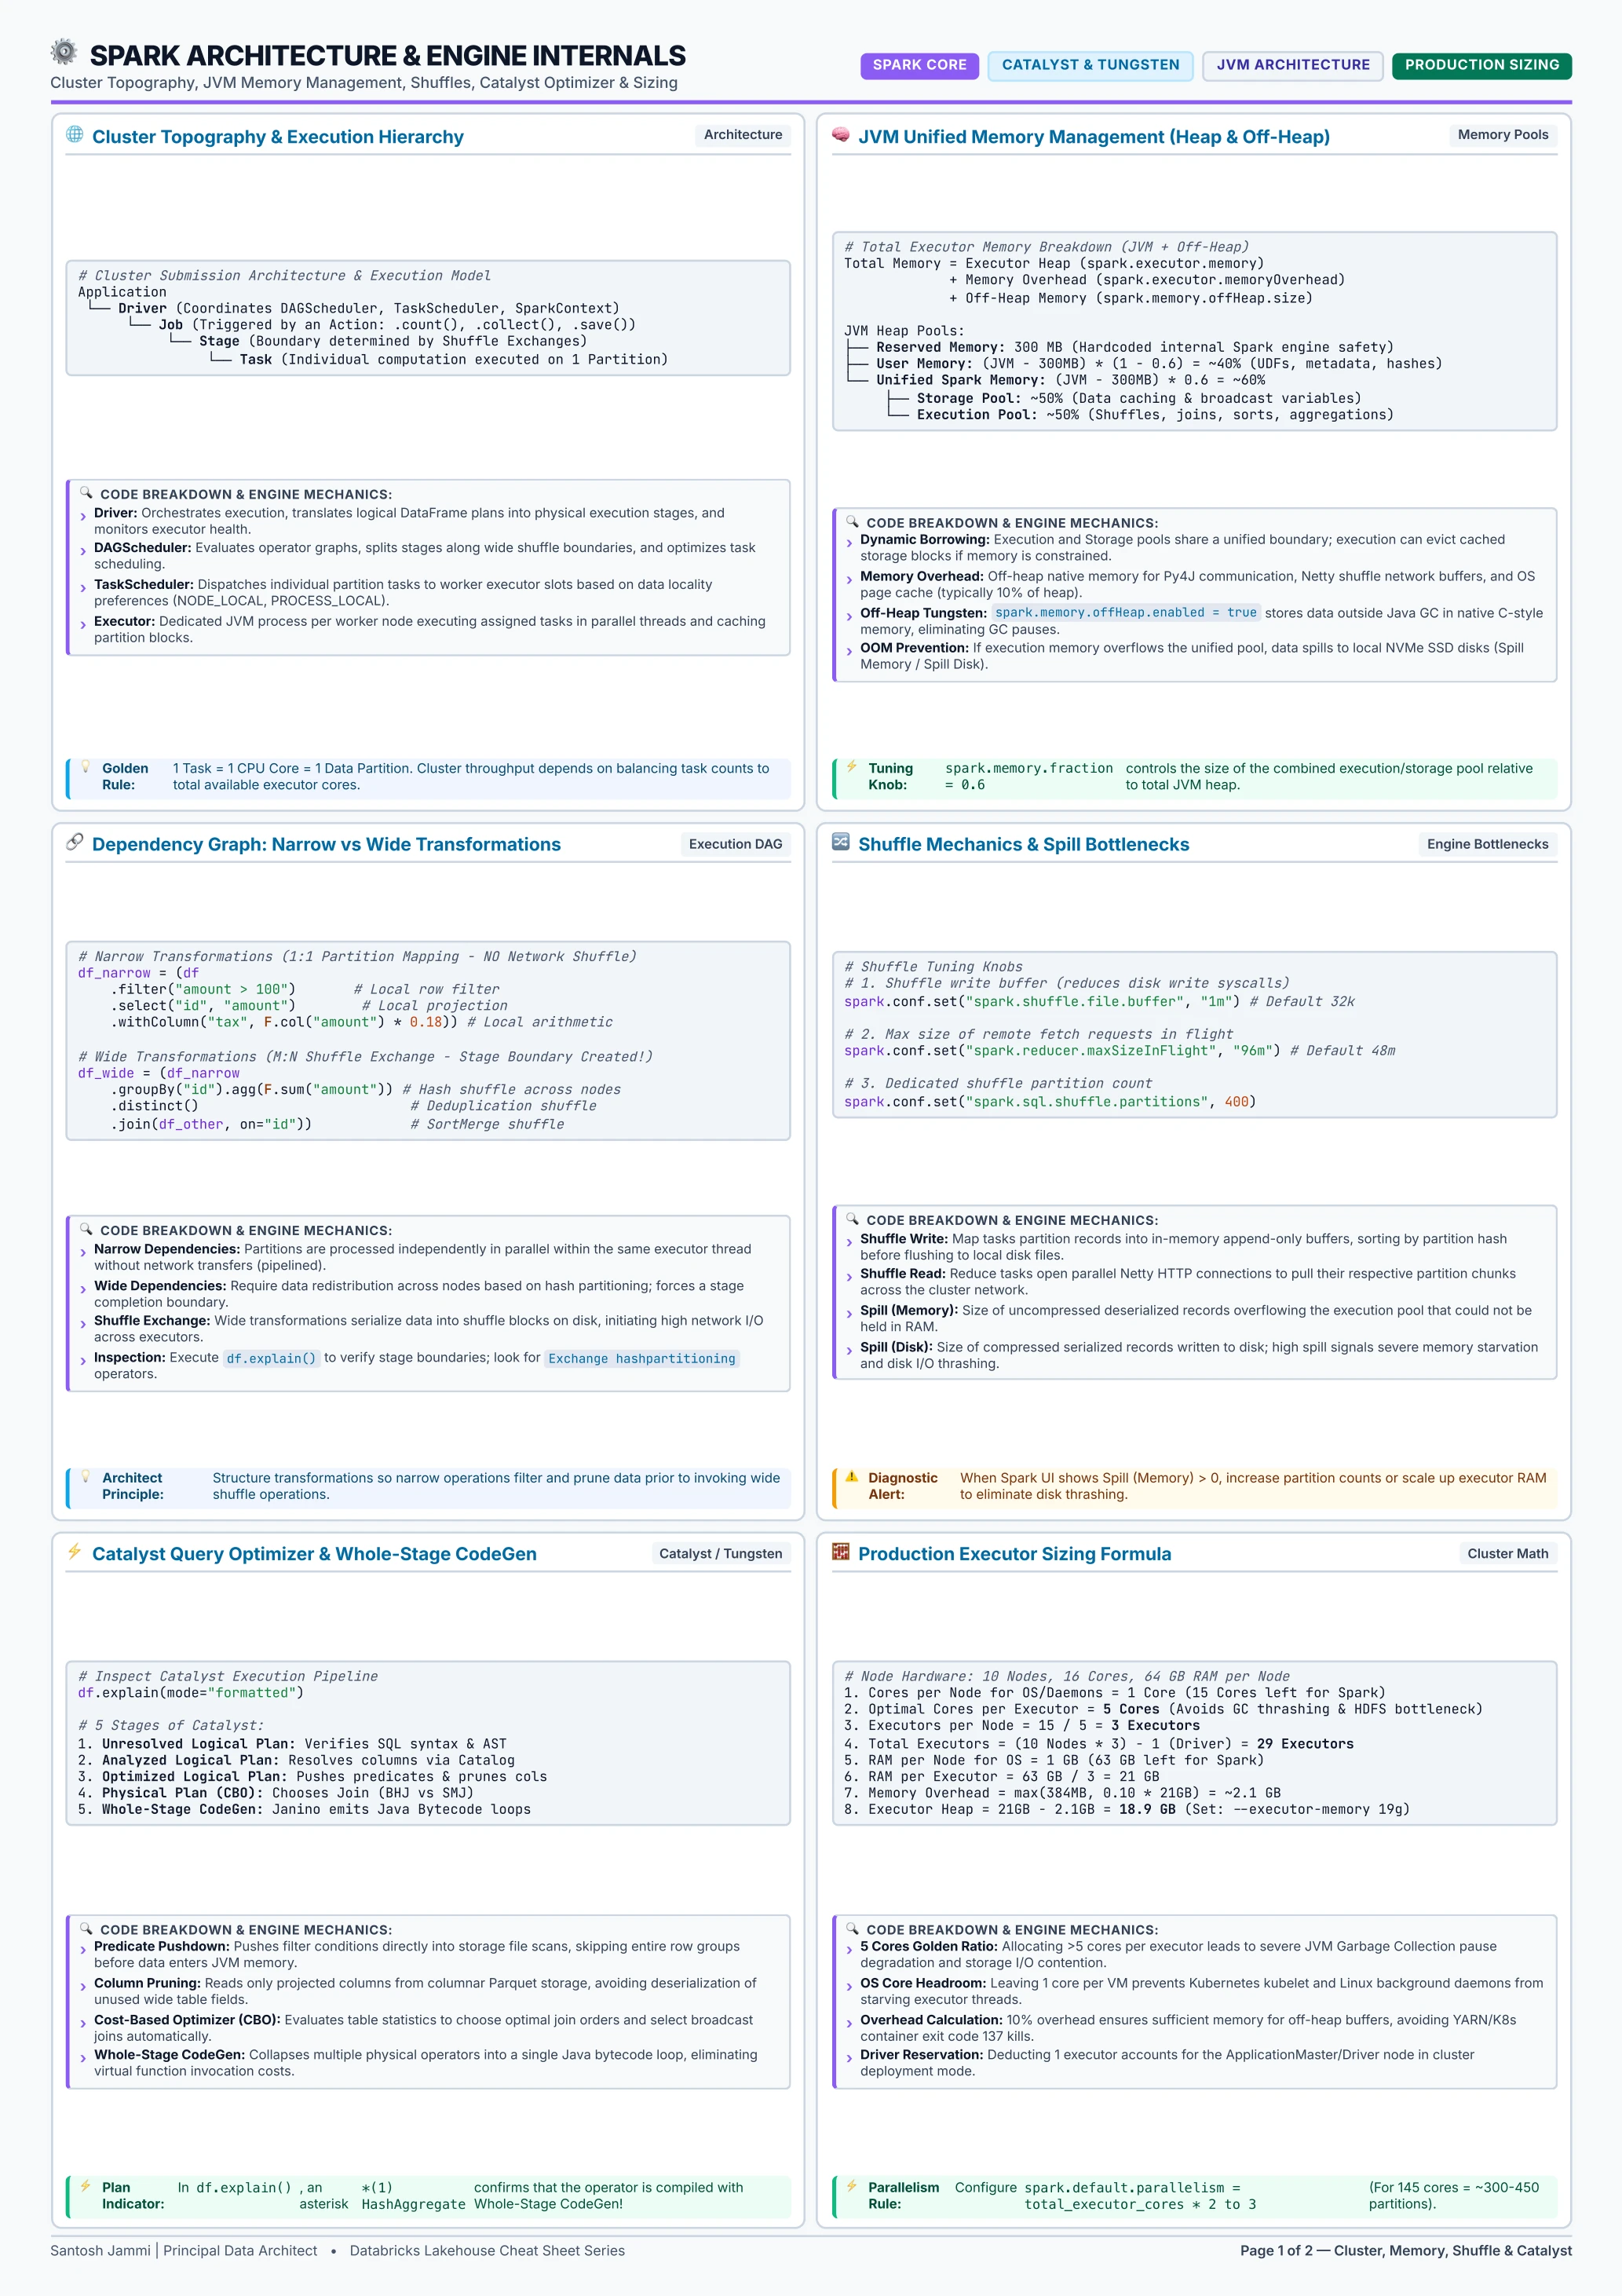 SPARK ARCHITECTURE & ENGINE INTERNALS
Cluster Topography, JVM Memory Management, Shuffles, Catalyst Optimizer & Sizing
SPARK CORE
CATALYST & TUNGSTEN
JVM ARCHITECTURE
PRODUCTION SIZING
Cluster Topography & Execution Hierarchy
Architecture
# Cluster Submission Architecture & Execution Model
Application
└── Driver (Coordinates DAGScheduler, TaskScheduler, SparkContext)
└── Job (Triggered by an Action: .count(), .collect(), .save())
└── Stage (Boundary determined by Shuffle Exchanges)
└── Task (Individual computation executed on 1 Partition)
CODE BREAKDOWN & ENGINE MECHANICS:
› Driver: Orchestrates execution, translates logical DataFrame plans into physical execution stages, and
monitors executor health.
› DAGScheduler: Evaluates operator graphs, splits stages along wide shuffle boundaries, and optimizes task
scheduling.
› TaskScheduler: Dispatches individual partition tasks to worker executor slots based on data locality
preferences (NODE_LOCAL, PROCESS_LOCAL).
› Executor: Dedicated JVM process per worker node executing assigned tasks in parallel threads and caching
partition blocks.
Golden Rule:
1 Task = 1 CPU Core = 1 Data Partition. Cluster throughput depends on balancing task counts to
total available executor cores.
JVM Unified Memory Management (Heap & Off-Heap)
Memory Pools
# Total Executor Memory Breakdown (JVM + Off-Heap)
Total Memory = Executor Heap (spark.executor.memory)
+ Memory Overhead (spark.executor.memoryOverhead)
+ Off-Heap Memory (spark.memory.offHeap.size)
JVM Heap Pools:
├── Reserved Memory: 300 MB (Hardcoded internal Spark engine safety)
├── User Memory: (JVM - 300MB) * (1 - 0.6) = ~40% (UDFs, metadata, hashes)
└── Unified Spark Memory: (JVM - 300MB) * 0.6 = ~60%
├── Storage Pool: ~50% (Data caching & broadcast variables)
└── Execution Pool: ~50% (Shuffles, joins, sorts, aggregations)
CODE BREAKDOWN & ENGINE MECHANICS:
› Dynamic Borrowing: Execution and Storage pools share a unified boundary; execution can evict cached
storage blocks if memory is constrained.
› Memory Overhead: Off-heap native memory for Py4J communication, Netty shuffle network buffers, and OS
page cache (typically 10% of heap).
› Off-Heap Tungsten: spark.memory.offHeap.enabled = true stores data outside Java GC in native C-style
memory, eliminating GC pauses.
› OOM Prevention: If execution memory overflows the unified pool, data spills to local NVMe SSD disks (Spill
Memory / Spill Disk).
Tuning Knob:
spark.memory.fraction = 0.6
controls the size of the combined execution/storage pool relative
to total JVM heap.
Dependency Graph: Narrow vs Wide Transformations
Execution DAG
# Narrow Transformations (1:1 Partition Mapping - NO Network Shuffle)
df_narrow = (df
.filter("amount > 100") # Local row filter
.select("id", "amount") # Local projection
.withColumn("tax", F.col("amount") * 0.18)) # Local arithmetic
# Wide Transformations (M:N Shuffle Exchange - Stage Boundary Created!)
df_wide = (df_narrow
.groupBy("id").agg(F.sum("amount")) # Hash shuffle across nodes
.distinct() # Deduplication shuffle
.join(df_other, on="id")) # SortMerge shuffle
CODE BREAKDOWN & ENGINE MECHANICS:
› Narrow Dependencies: Partitions are processed independently in parallel within the same executor thread
without network transfers (pipelined).
› Wide Dependencies: Require data redistribution across nodes based on hash partitioning; forces a stage
completion boundary.
› Shuffle Exchange: Wide transformations serialize data into shuffle blocks on disk, initiating high network I/O
across executors.
› Inspection: Execute df.explain() to verify stage boundaries; look for Exchange hashpartitioning
operators.
Architect Principle:
Structure transformations so narrow operations filter and prune data prior to invoking wide
shuffle operations.
Shuffle Mechanics & Spill Bottlenecks
Engine Bottlenecks
# Shuffle Tuning Knobs
# 1. Shuffle write buffer (reduces disk write syscalls)
spark.conf.set("spark.shuffle.file.buffer", "1m") # Default 32k
# 2. Max size of remote fetch requests in flight
spark.conf.set("spark.reducer.maxSizeInFlight", "96m") # Default 48m
# 3. Dedicated shuffle partition count
spark.conf.set("spark.sql.shuffle.partitions", 400)
CODE BREAKDOWN & ENGINE MECHANICS:
› Shuffle Write: Map tasks partition records into in-memory append-only buffers, sorting by partition hash
before flushing to local disk files.
› Shuffle Read: Reduce tasks open parallel Netty HTTP connections to pull their respective partition chunks
across the cluster network.
› Spill (Memory): Size of uncompressed deserialized records overflowing the execution pool that could not be
held in RAM.
› Spill (Disk): Size of compressed serialized records written to disk; high spill signals severe memory starvation
and disk I/O thrashing.
Diagnostic Alert:
When Spark UI shows Spill (Memory) > 0, increase partition counts or scale up executor RAM
to eliminate disk thrashing.
Catalyst Query Optimizer & Whole-Stage CodeGen
Catalyst / Tungsten
# Inspect Catalyst Execution Pipeline
df.explain(mode="formatted")
# 5 Stages of Catalyst:
1. Unresolved Logical Plan: Verifies SQL syntax & AST
2. Analyzed Logical Plan: Resolves columns via Catalog
3. Optimized Logical Plan: Pushes predicates & prunes cols
4. Physical Plan (CBO): Chooses Join (BHJ vs SMJ)
5. Whole-Stage CodeGen: Janino emits Java Bytecode loops
CODE BREAKDOWN & ENGINE MECHANICS:
› Predicate Pushdown: Pushes filter conditions directly into storage file scans, skipping entire row groups
before data enters JVM memory.
› Column Pruning: Reads only projected columns from columnar Parquet storage, avoiding deserialization of
unused wide table fields.
› Cost-Based Optimizer (CBO): Evaluates table statistics to choose optimal join orders and select broadcast
joins automatically.
› Whole-Stage CodeGen: Collapses multiple physical operators into a single Java bytecode loop, eliminating
virtual function invocation costs.
Plan Indicator:
In df.explain() , an asterisk *(1) HashAggregate
confirms that the operator is compiled with
Whole-Stage CodeGen!
Production Executor Sizing Formula
Cluster Math
# Node Hardware: 10 Nodes, 16 Cores, 64 GB RAM per Node
1. Cores per Node for OS/Daemons = 1 Core (15 Cores left for Spark)
2. Optimal Cores per Executor = 5 Cores (Avoids GC thrashing & HDFS bottleneck)
3. Executors per Node = 15 / 5 = 3 Executors
4. Total Executors = (10 Nodes * 3) - 1 (Driver) = 29 Executors
5. RAM per Node for OS = 1 GB (63 GB left for Spark)
6. RAM per Executor = 63 GB / 3 = 21 GB
7. Memory Overhead = max(384MB, 0.10 * 21GB) = ~2.1 GB
8. Executor Heap = 21GB - 2.1GB = 18.9 GB (Set: --executor-memory 19g)
CODE BREAKDOWN & ENGINE MECHANICS:
› 5 Cores Golden Ratio: Allocating >5 cores per executor leads to severe JVM Garbage Collection pause
degradation and storage I/O contention.
› OS Core Headroom: Leaving 1 core per VM prevents Kubernetes kubelet and Linux background daemons from
starving executor threads.
› Overhead Calculation: 10% overhead ensures sufficient memory for off-heap buffers, avoiding YARN/K8s
container exit code 137 kills.
› Driver Reservation: Deducting 1 executor accounts for the ApplicationMaster/Driver node in cluster
deployment mode.
Parallelism Rule:
Configure spark.default.parallelism =
total_executor_cores * 2 to 3
(For 145 cores = ~300-450
partitions).
Santosh Jammi | Principal Data Architect • Databricks Lakehouse Cheat Sheet Series
Page 1 of 2 — Cluster, Memory, Shuffle & Catalyst